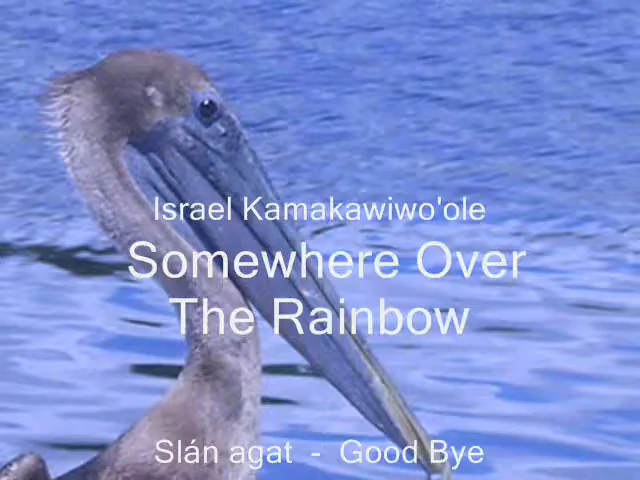 Israel Kamakawiwo'ole
Somewhere Over
The Rainbow
Slán agat  -  Good Bye